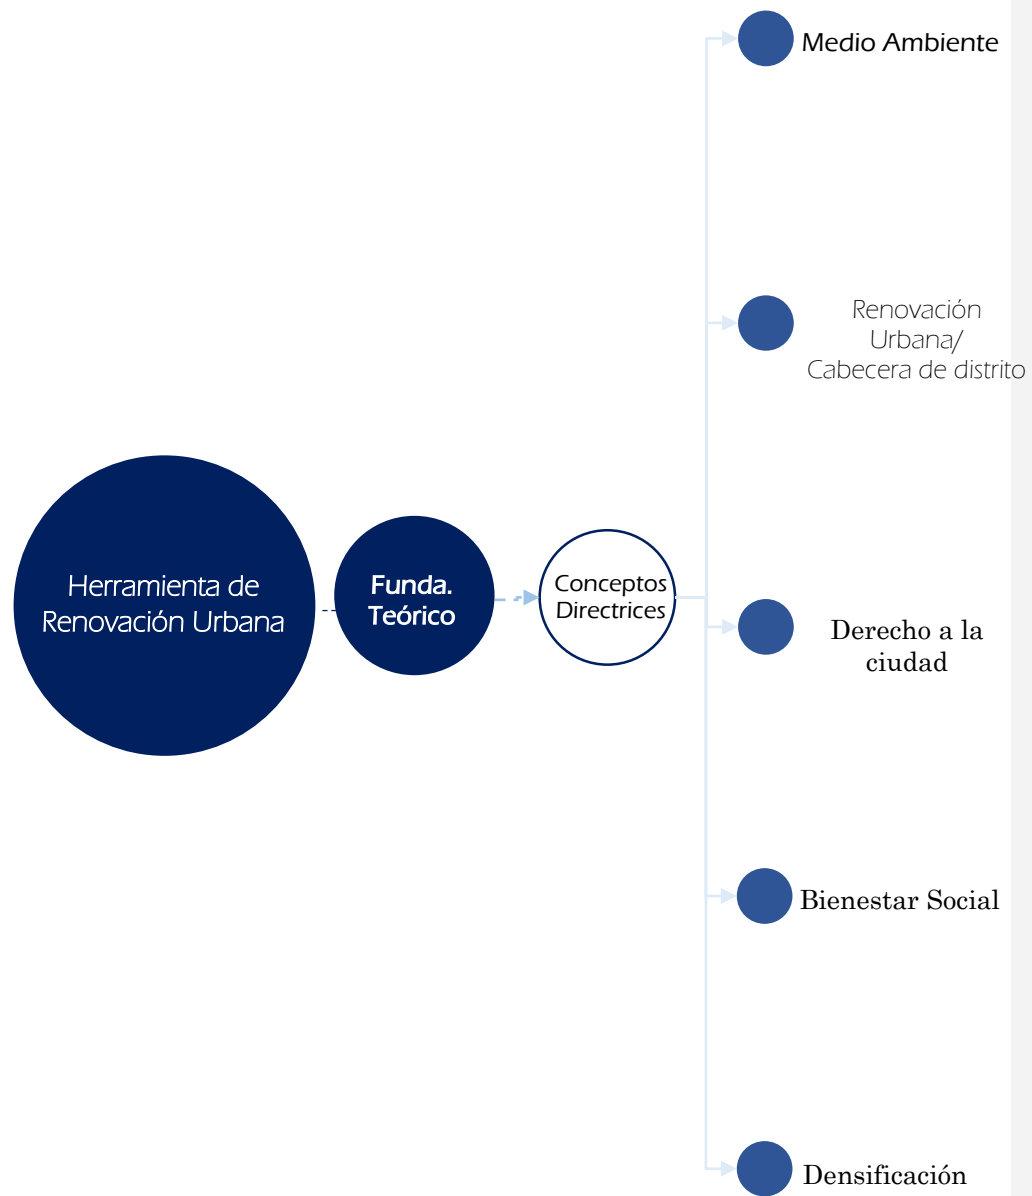 Medio Ambiente
Renovación
Urbana/
Cabecera de distrito
Herramienta de
Renovación Urbana
Funda.
Teórico
Conceptos
Directrices
Derecho a la
ciudad
Bienestar Social
Densificación